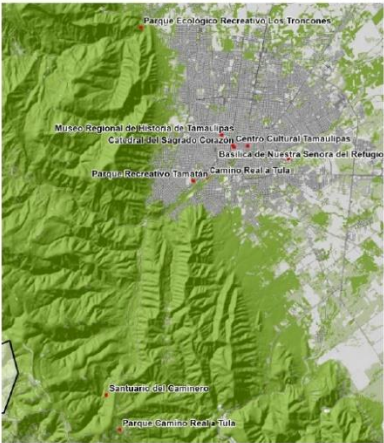 Parque Ecológico Recreativo Los Troncones
Museo Regional de Historia de Tamaulipas
Catedral del Sagrado Corazón
Centro Cultural Tamaulipas
Basílica de Nuestra Señora del Refugio
Parque Recreativo Tamatán
Camino Real a Tula
Santuario del Caminero
Parque Camino Real a Tula